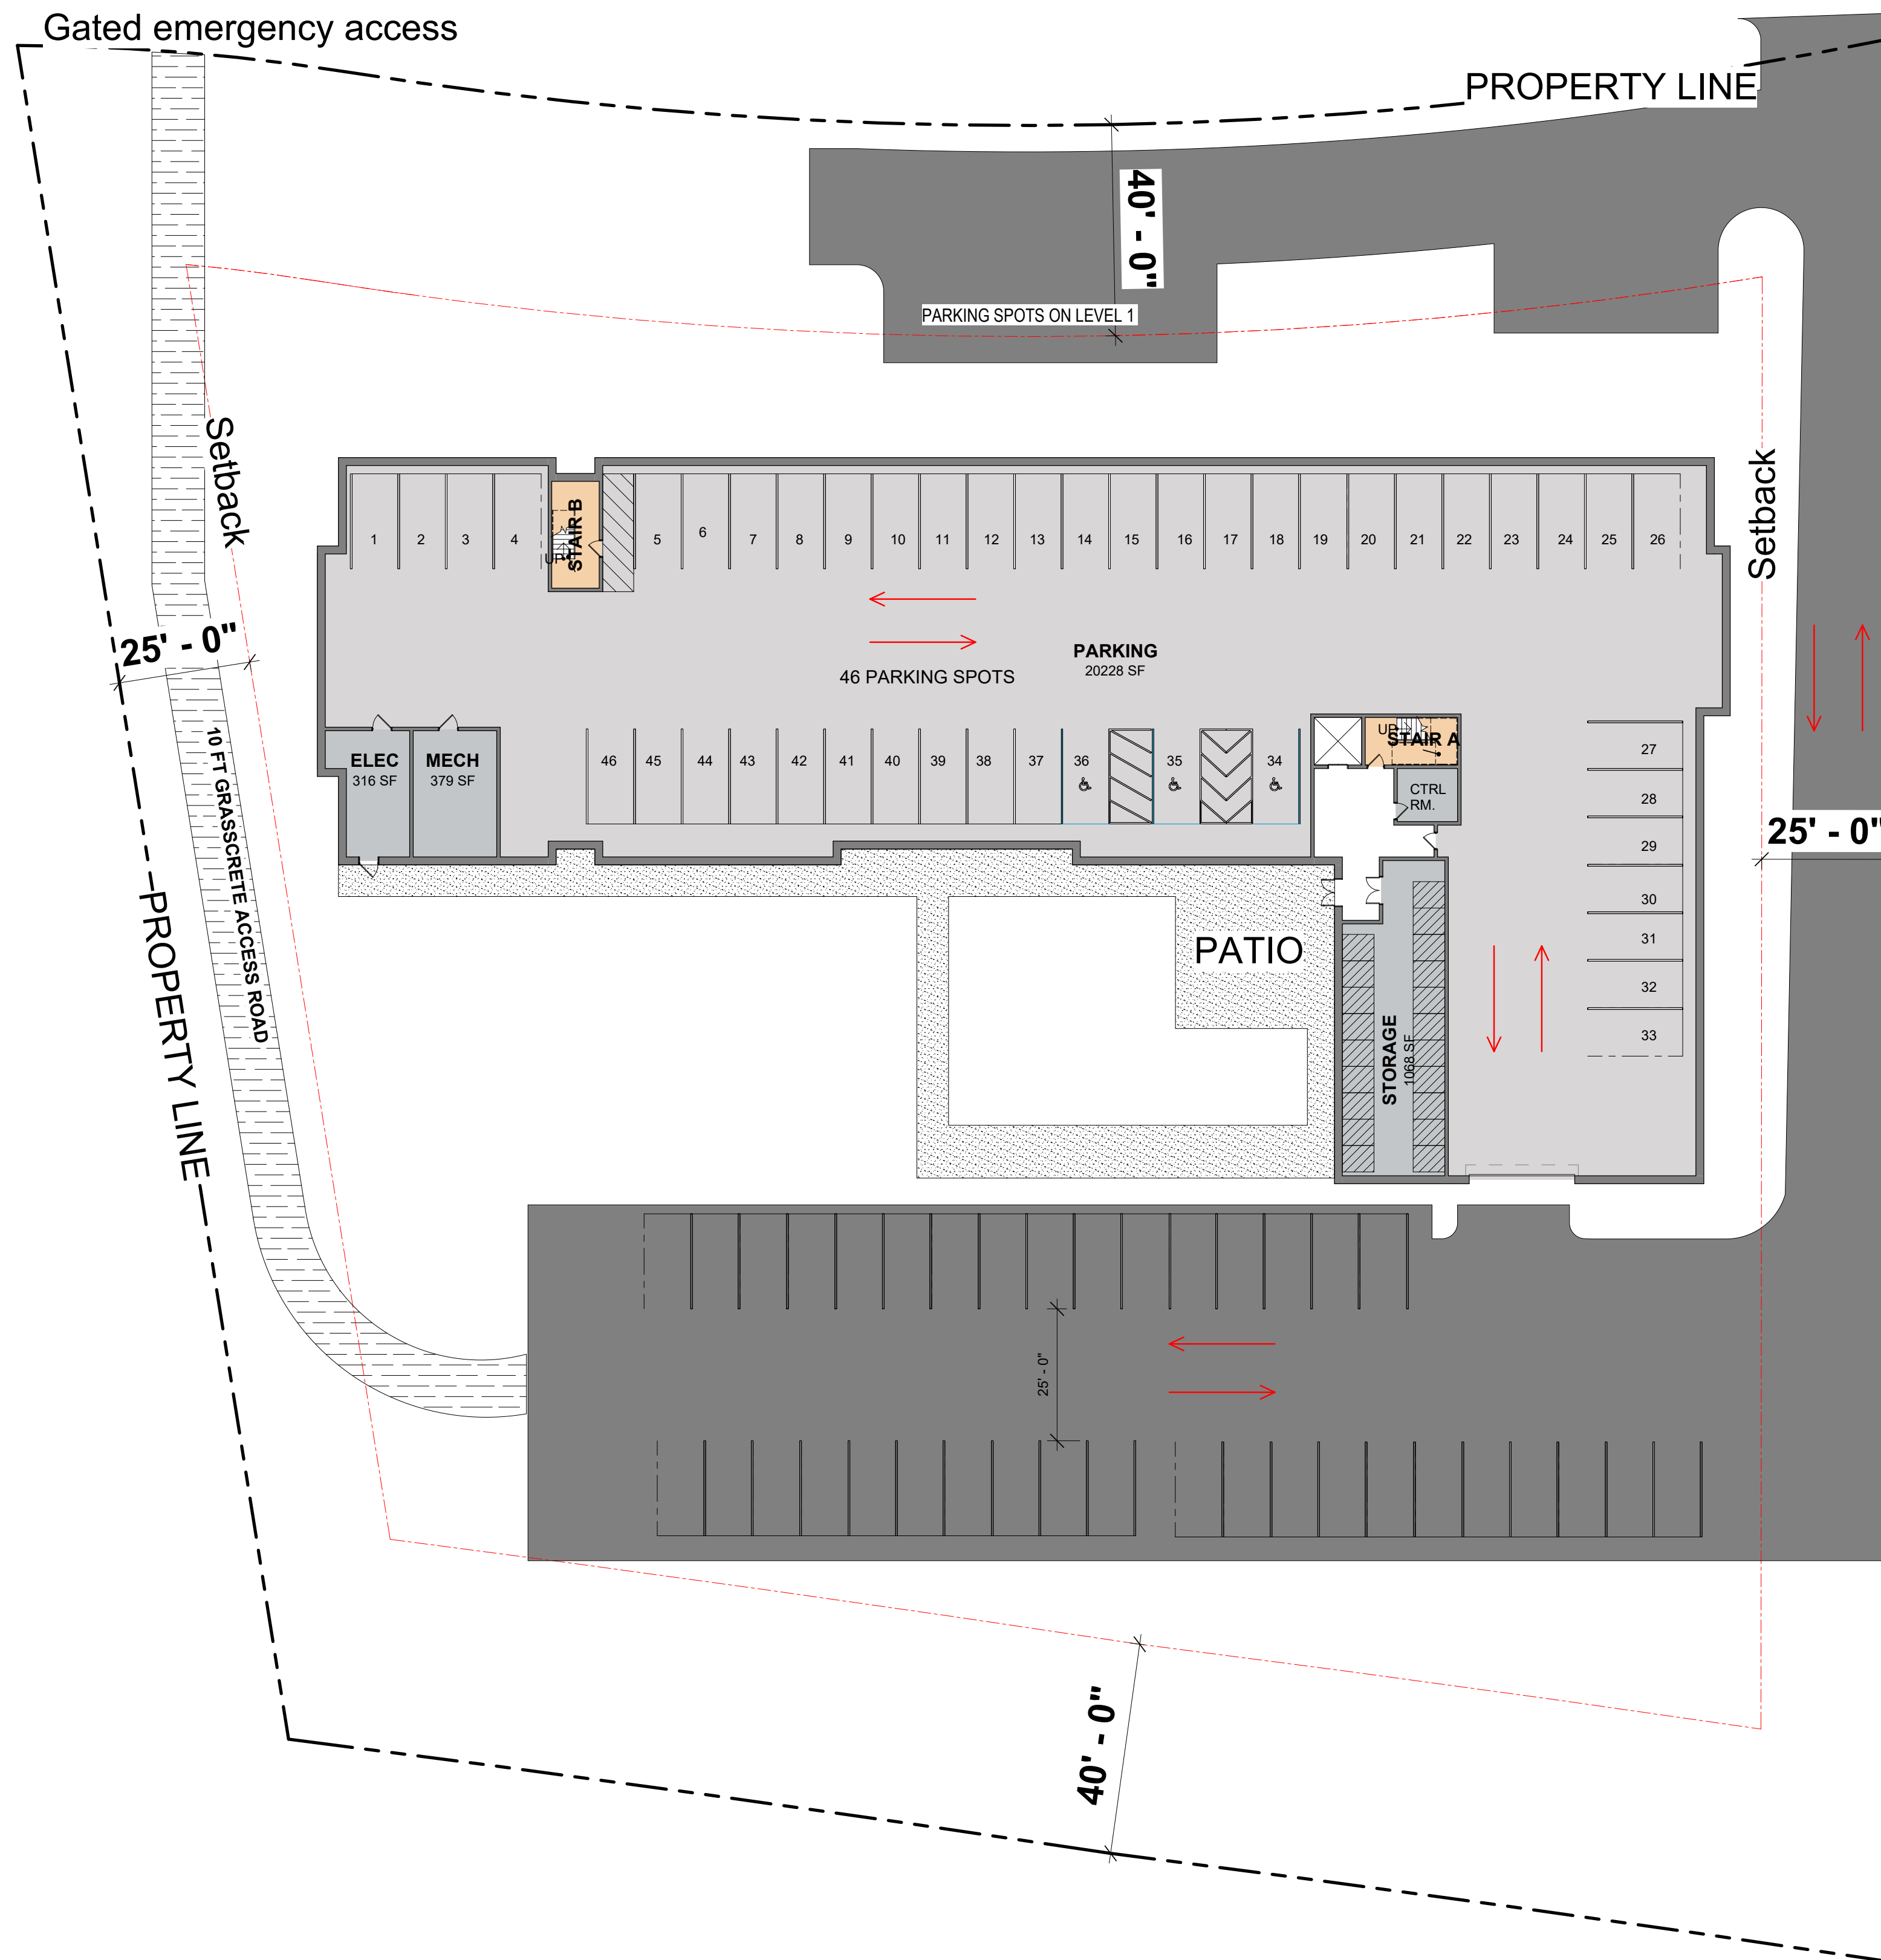 Gated emergency access
PROPERTY LINE
40' - 0"
PARKING SPOTS ON LEVEL 1
Setback
Setback
STAIR B
UP
1
2
3
4
5
6
7
8
9
10
11
12
13
14
15
16
17
18
19
20
21
22
23
24
25
26
25' - 0"
PARKING
20228 SF
46 PARKING SPOTS
ELEC
316 SF
MECH
379 SF
46
45
44
43
42
41
40
39
38
37
36
35
34
UP
STAIR A
CTRL
RM.
27
28
29
30
31
32
33
25' - 0"
10 FT GRASSCRETE ACCESS ROAD
PROPERTY LINE
PATIO
STORAGE
1068 SF
25' - 0"
40' - 0"